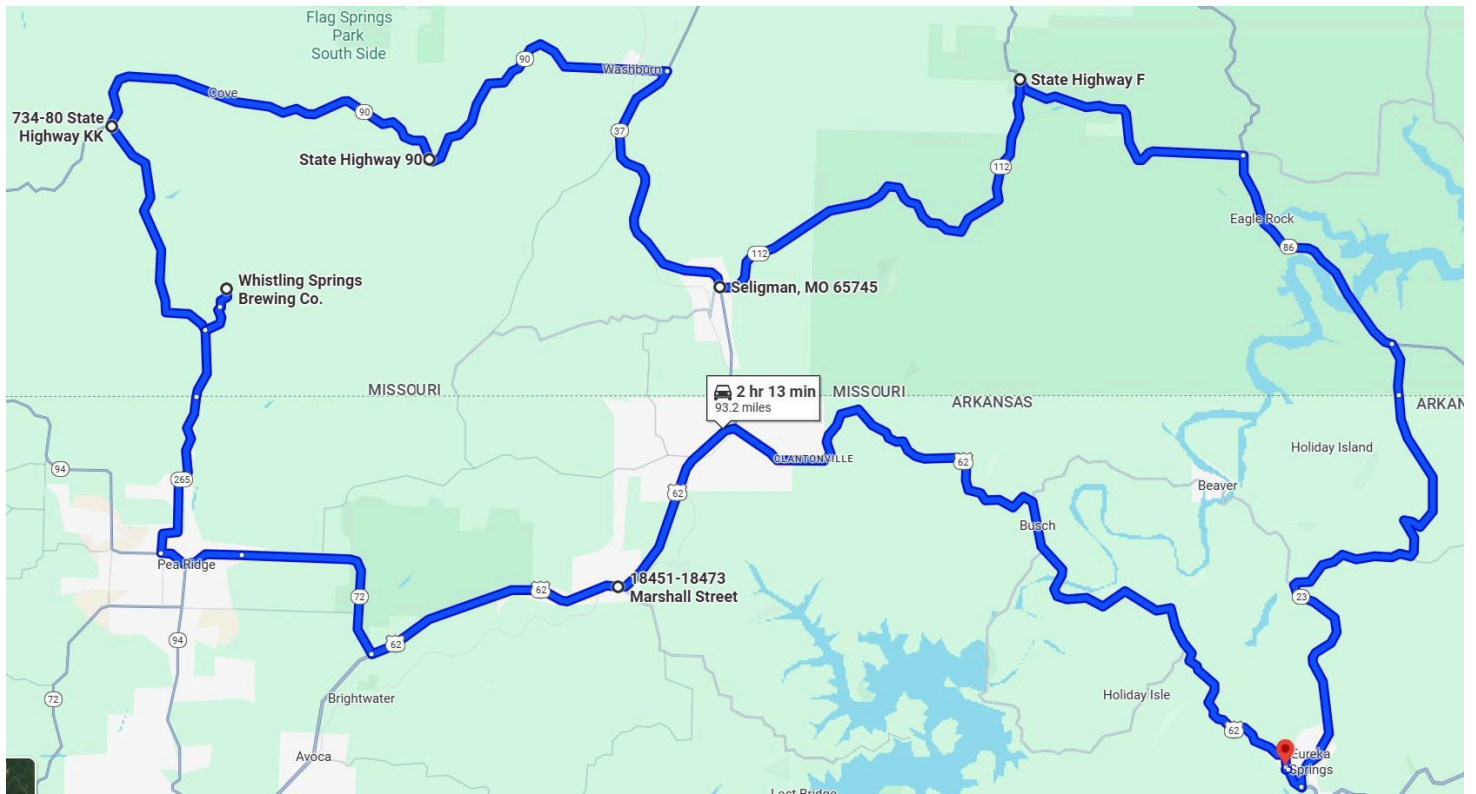 Flag Springs
Park
South Side
90
Washburn
State Highway F
Cove
734-80 State
Highway KK
90
37
State Highway 90
112
Eagle Rock
112
86
Whistling Springs
Brewing Co.
Seligman, MO 65745
MISSOURI
2 hr 13 min
93.2 miles
MISSOURI
ARKANSAS
ARKAN
CLANTONVILLE
Holiday Island
94
265
62
62
Beaver
Busch
Pea Ridge
72
62
18451-18473
Marshall Street
23
94
62
Brightwater
Holiday Isle
72
62
Avoca
Eureka
Springs
Lost Bridge